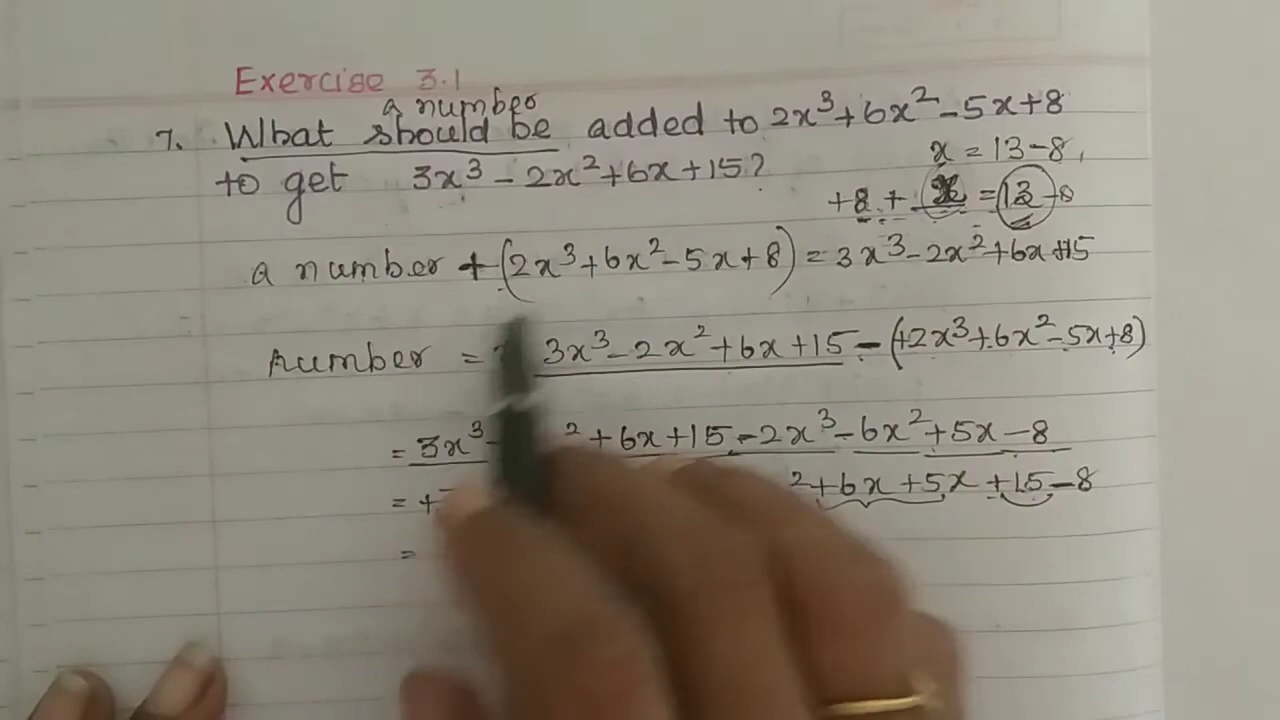 Exercise 3.1
a number
7. What should be added to 2x³+6x²-5x+8
to get 3x³-2x²+6x+15?
x = 13-8,
+8 + = 13
a number + (2x³+6x²-5x+8) = 3x³-2x²+6x+15
number = 3x³-2x²+6x+15-(+2x³+6x²-5x+8)
= 3x³- ²+6x+15-2x³-6x²+5x-8
= + ²+6x+5x+15-8
=